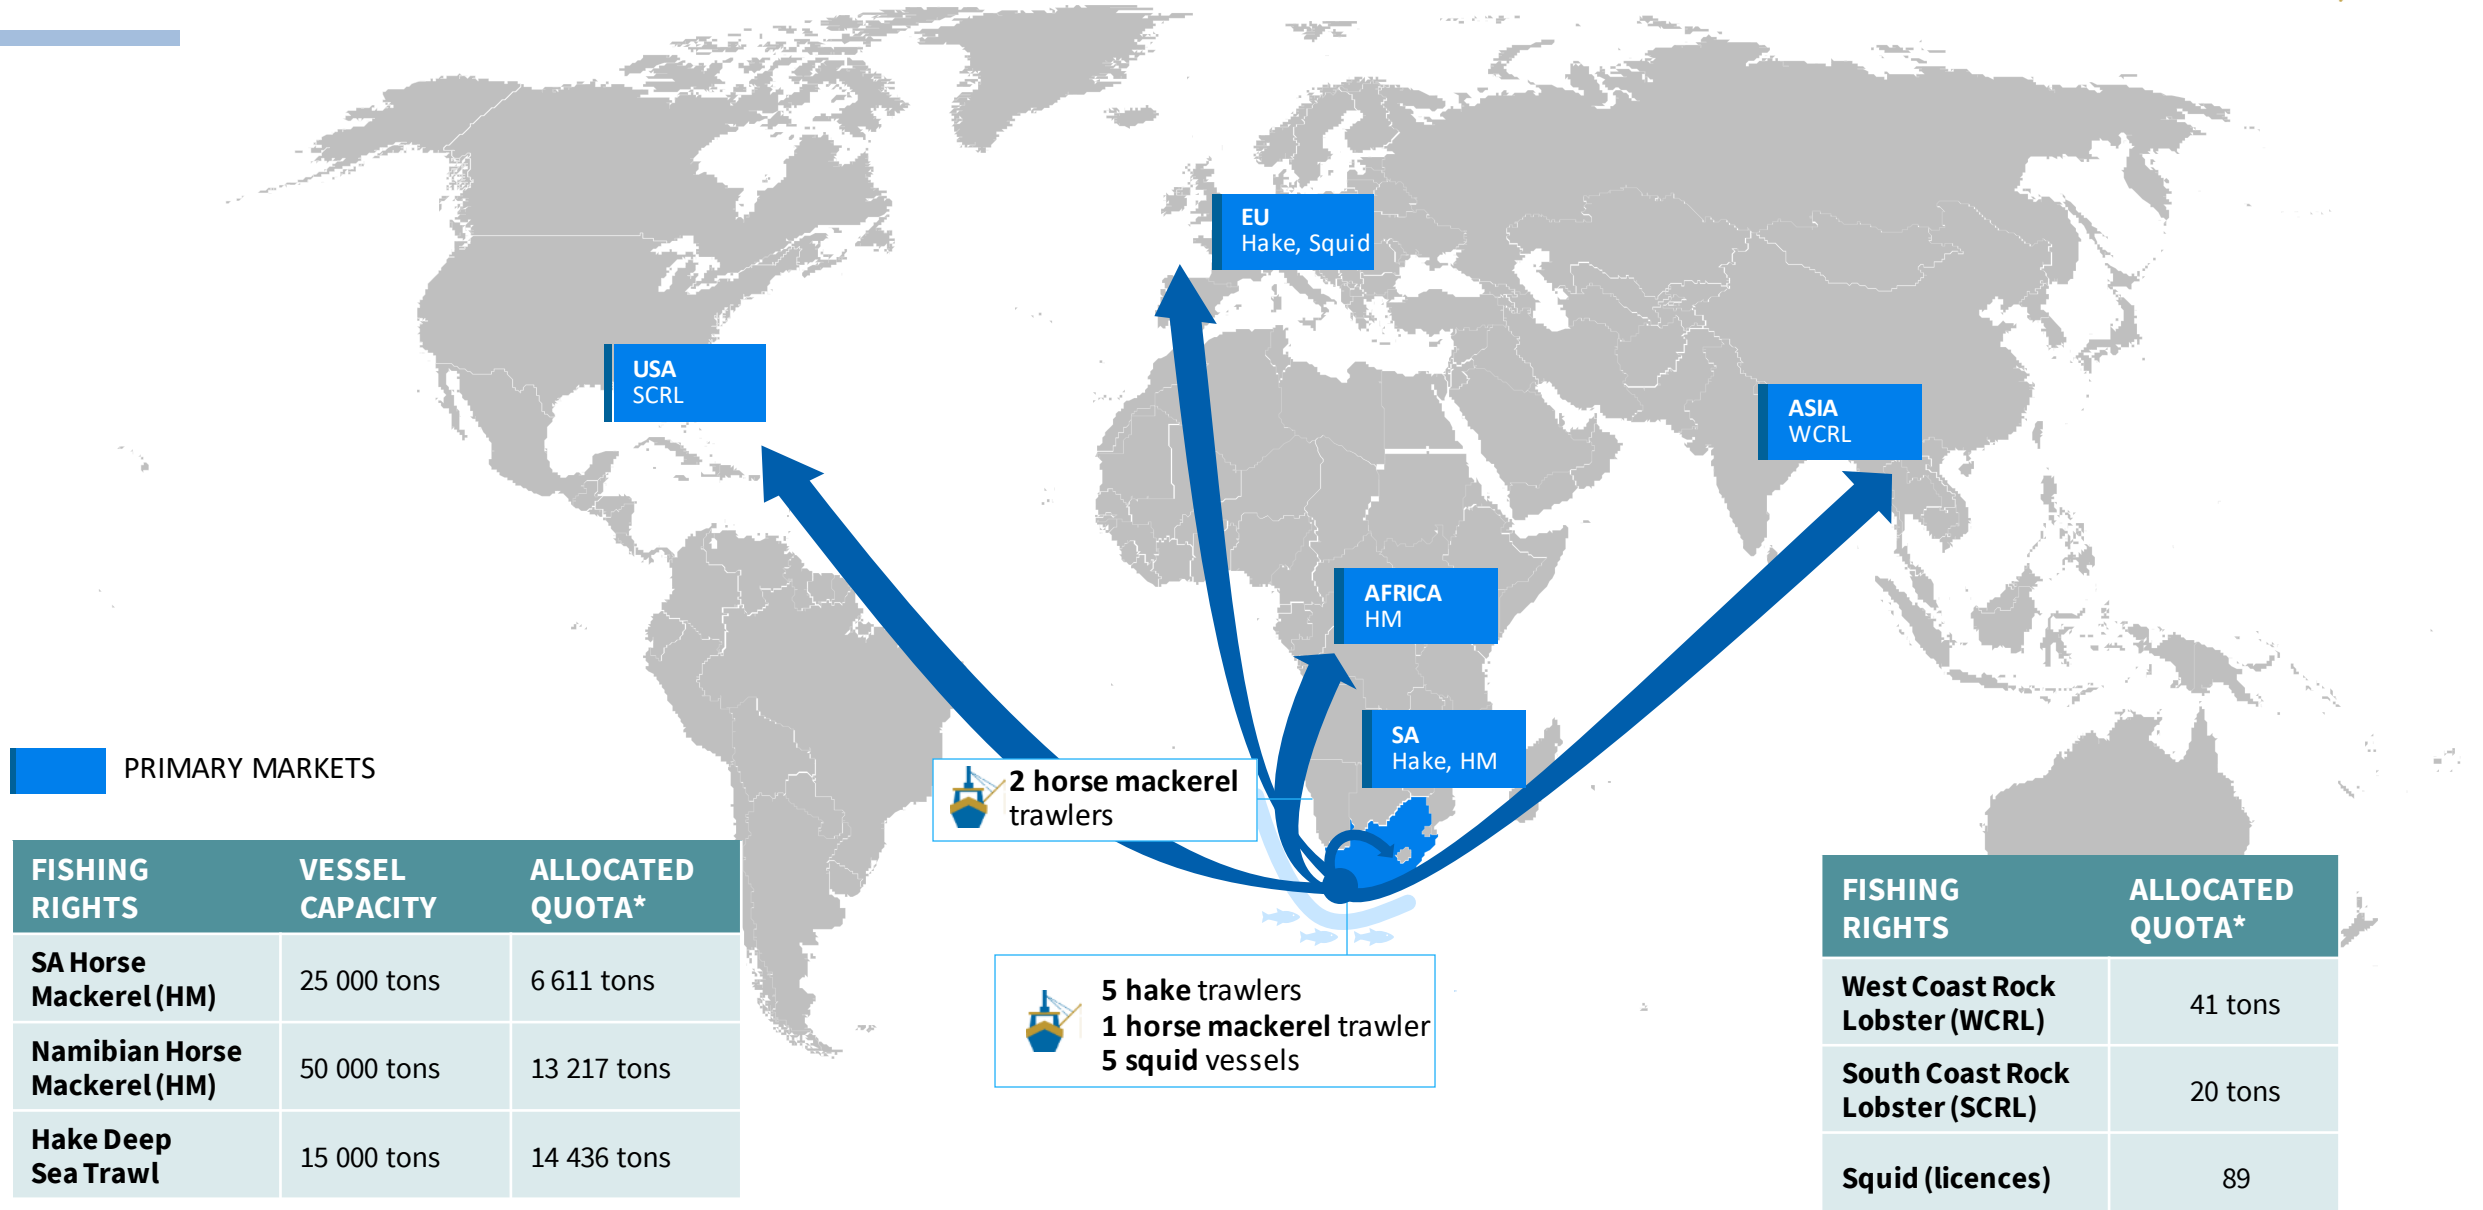 EU
Hake, Squid
USA
SCRL
ASIA
WCRL
AFRICA
HM
SA
Hake, HM
PRIMARY MARKETS
2 horse mackerel
trawlers
5 hake trawlers
1 horse mackerel trawler
5 squid vessels
FISHING
RIGHTS
VESSEL
CAPACITY
ALLOCATED
QUOTA*
SA Horse
Mackerel (HM)
25 000 tons
6 611 tons
Namibian Horse
Mackerel (HM)
50 000 tons
13 217 tons
Hake Deep
Sea Trawl
15 000 tons
14 436 tons
FISHING
RIGHTS
ALLOCATED
QUOTA*
West Coast Rock
Lobster (WCRL)
41 tons
South Coast Rock
Lobster (SCRL)
20 tons
Squid (licences)
89